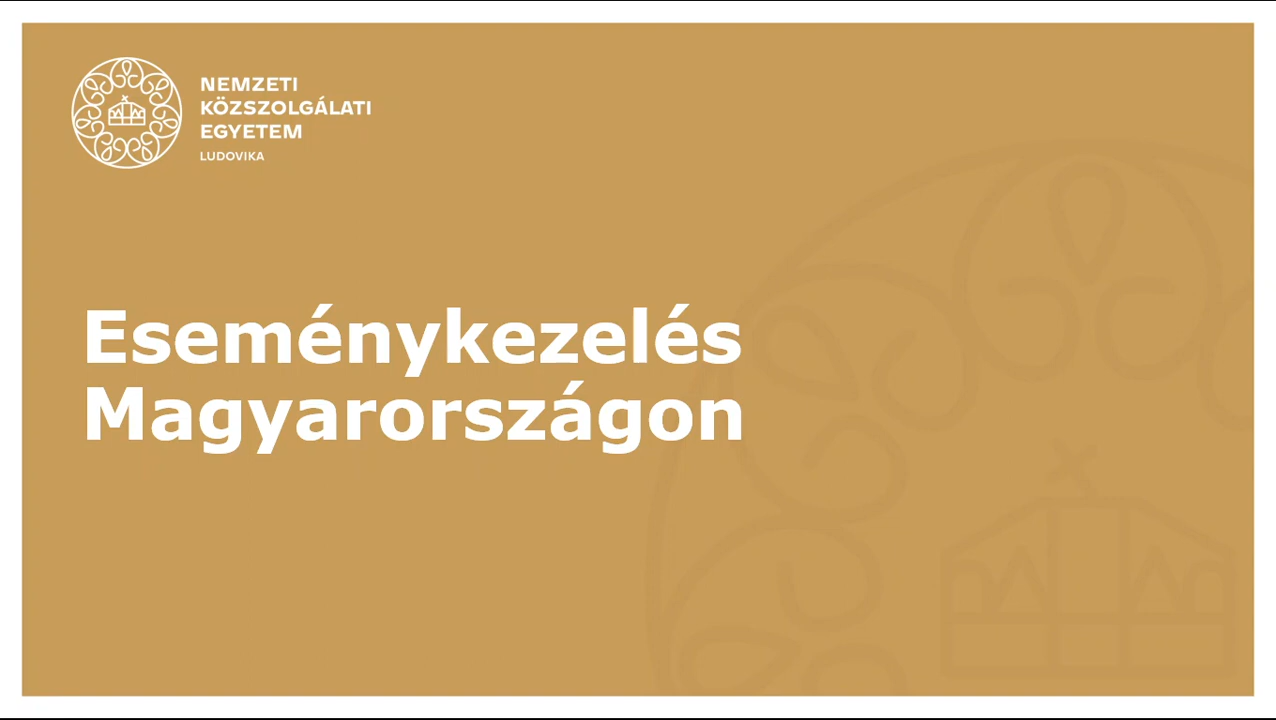 NEMZETI
KÖZSZOLGÁLATI
EGYETEM
LUDOVIKA
Eseménykezelés
Magyarországon